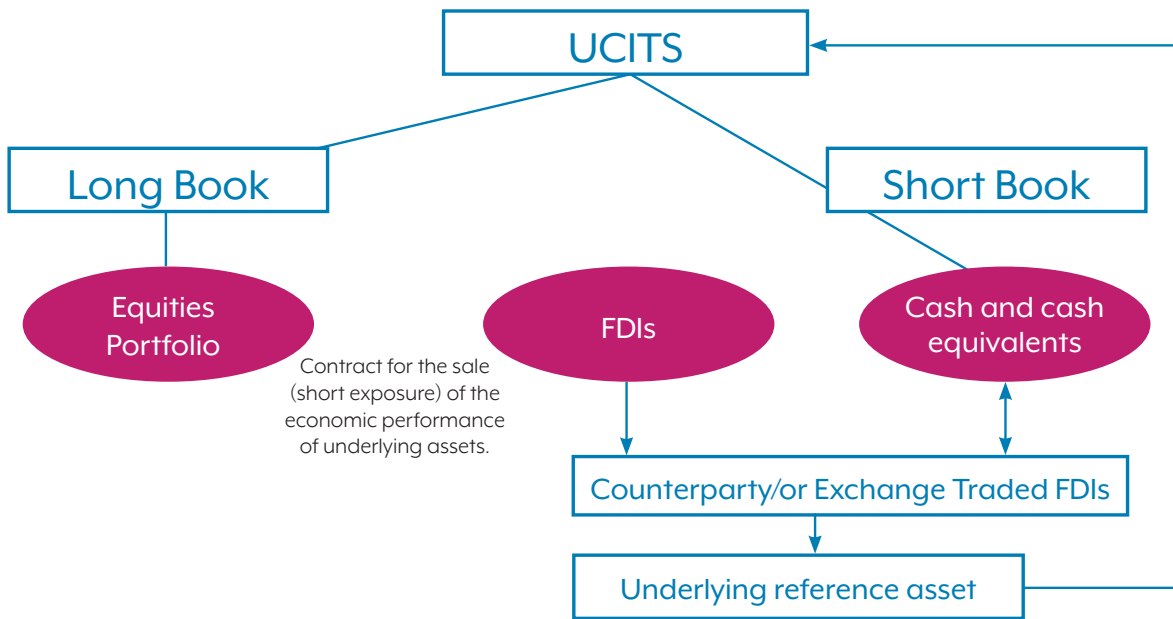 UCITS
Long Book
Short Book
Equities
Portfolio
FDIs
Cash and cash
equivalents
Contract for the sale
(short exposure) of the
economic performance
of underlying assets.
Counterparty/or Exchange Traded FDIs
Underlying reference asset